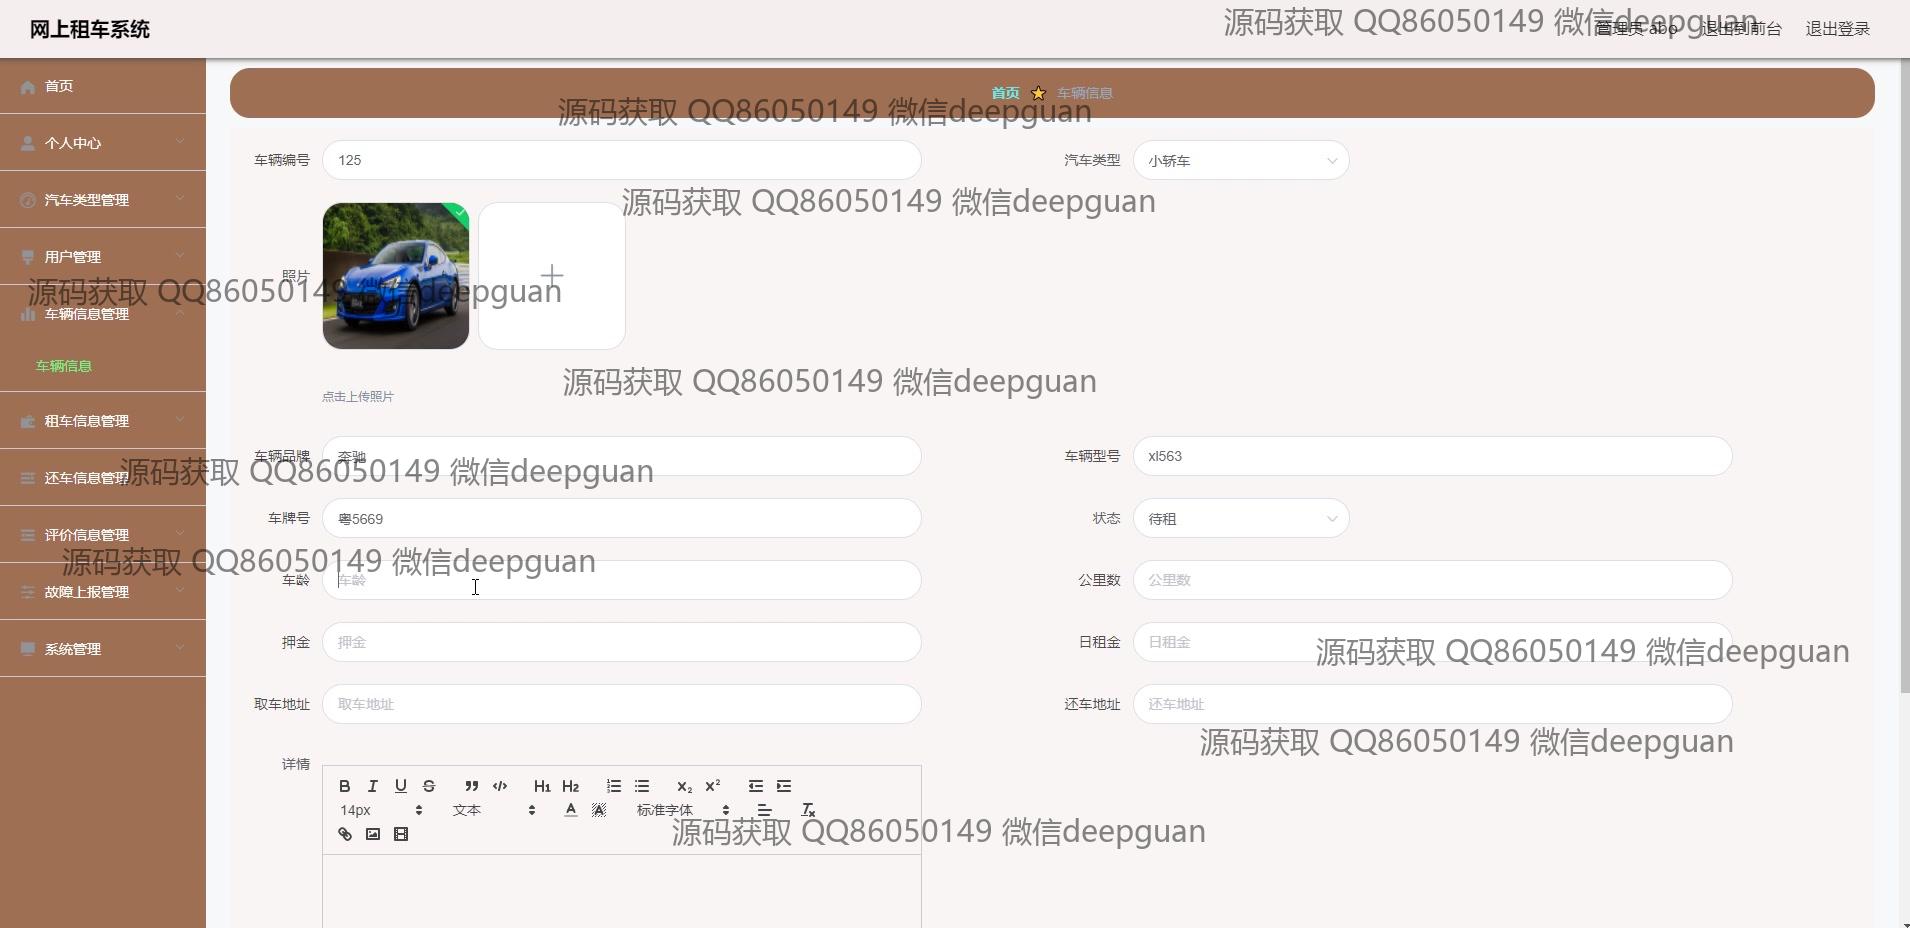 网上租车系统
源码获取 QQ86050149 微信deepguan
管理员 abo 退出到前台 退出登录
首页
个人中心
汽车类型管理
用户管理
车辆信息管理
车辆信息
租车信息管理
还车信息管理
评价信息管理
故障上报管理
系统管理
首页 车辆信息
源码获取 QQ86050149 微信deepguan
车辆编号 125 汽车类型 小轿车
源码获取 QQ86050149 微信deepguan
照片
源码获取 QQ86050149 微信deepguan
源码获取 QQ86050149 微信deepguan
点击上传照片
车辆品牌 奔驰 车辆型号 xl563
源码获取 QQ86050149 微信deepguan
车牌号 粤5669 状态 待租
源码获取 QQ86050149 微信deepguan
车龄 车龄 公里数 公里数
押金 押金 日租金 日租金
源码获取 QQ86050149 微信deepguan
取车地址 取车地址 还车地址 还车地址
源码获取 QQ86050149 微信deepguan
详情
B I U S H1 H2 X2 X2
14px 文本 A A 标准字体 Tx
源码获取 QQ86050149 微信deepguan